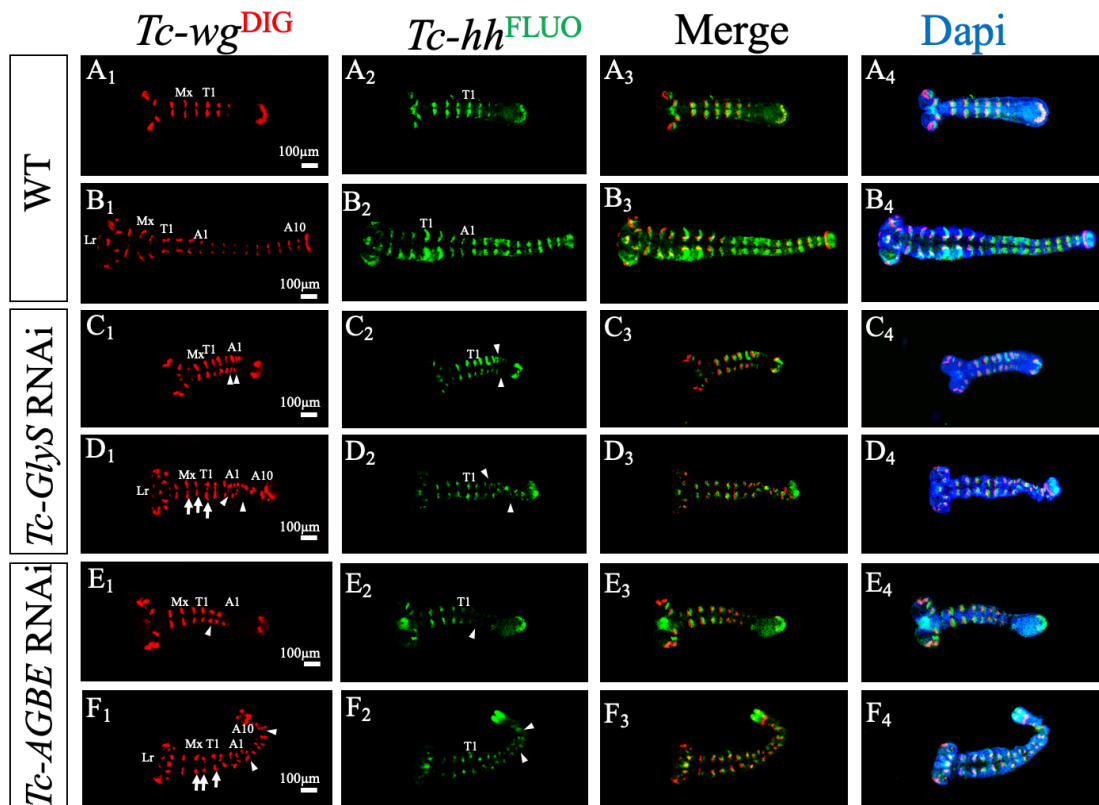 Tc-wgDIG Tc-hhFLUO Merge Dapi
WT
A1 Mx T1 100μm
A2 T1
A3
A4
B1 Lr Mx T1 A1 A10 100μm
B2 T1 A1
B3
B4
Tc-GlyS RNAi
C1 Mx T1 A1 100μm
C2 T1
C3
C4
D1 Lr Mx T1 A1 A10 100μm
D2 T1
D3
D4
Tc-AGBE RNAi
E1 Mx T1 A1 100μm
E2 T1
E3
E4
F1 Lr Mx T1 A1 A10 100μm
F2 T1
F3
F4